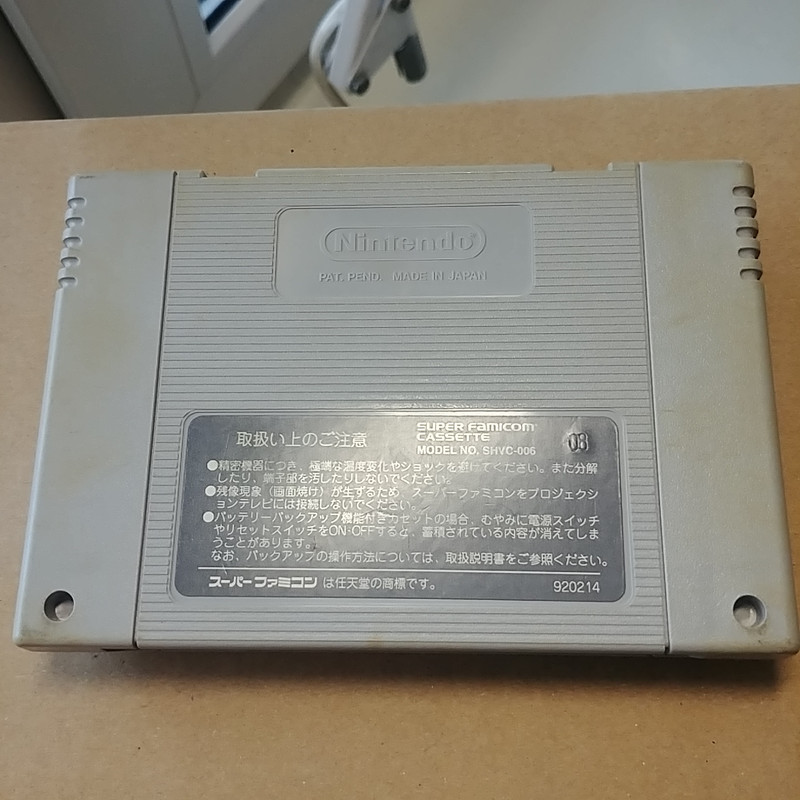 Nintendo®
PAT. PEND. MADE IN JAPAN
取扱い上のご注意
SUPER FAMICOM™
CASSETTE
MODEL NO. SHVC-006
08
●精密機器につき、極端な温度変化やショックを避けてください。また分解
したり、端子部を汚したりしないでください。
●残像現象（画面焼け）が生ずるため、スーパーファミコンをプロジェクシ
ョンテレビには接続しないでください。
●バッテリーバックアップ機能付きカセットの場合、むやみに電源スイッチ
やリセットスイッチをON・OFFすると、蓄積されている内容が消えてしま
うことがあります。
なお、バックアップの操作方法については、取扱説明書をご参照ください。
スーパーファミコン は任天堂の商標です。
920214